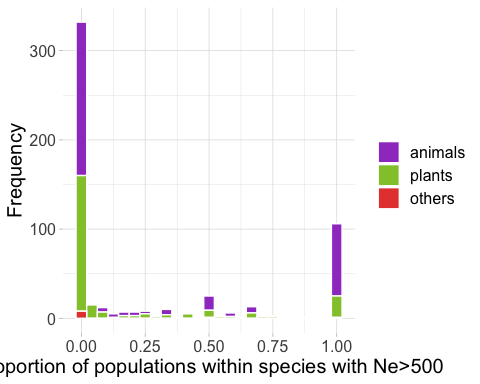 300
200
100
0
Frequency
0.00 0.25 0.50 0.75 1.00
oportion of populations within species with Ne>500
animals
plants
others